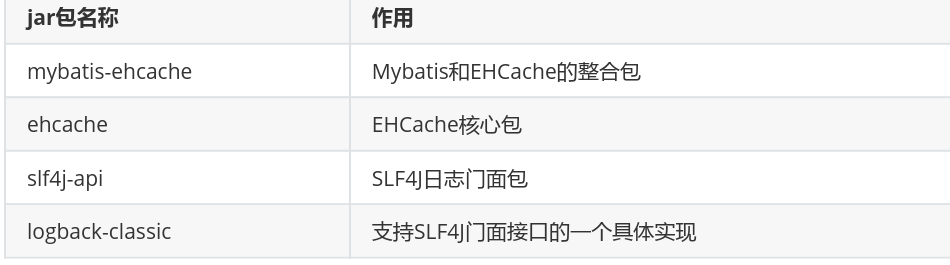 jar包名称 作用
mybatis-ehcache Mybatis和EHCache的整合包
ehcache EHCache核心包
slf4j-api SLF4J日志门面包
logback-classic 支持SLF4J门面接口的一个具体实现